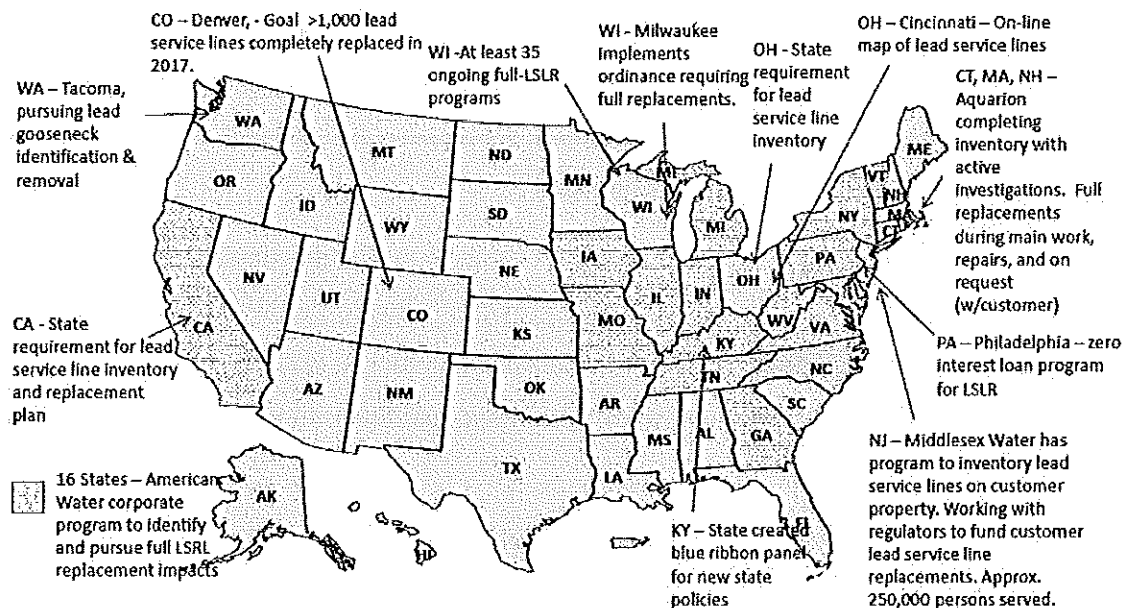 CO – Denver, - Goal >1,000 lead
service lines completely replaced in
2017.
WI -At least 35
ongoing full-LSLR
programs
WI - Milwaukee
Implements
ordinance requiring
full replacements.
OH - State
requirement
for lead
service line
inventory
OH – Cincinnati – On-line
map of lead service lines
WA – Tacoma,
pursuing lead
gooseneck
identification &
removal
CT, MA, NH –
Aquarion
completing
inventory with
active
investigations. Full
replacements
during main work,
repairs, and on
request
(w/customer)
WA
OR
ID
MT
WY
ND
SD
NE
MN
WI
MI
MI
IA
IL
IN
OH
PA
NY
VT
NH
ME
MA
CT
CA
NV
UT
CO
KS
MO
KY
WV
VA
AZ
NM
OK
AR
TN
NC
SC
TX
LA
MS
AL
GA
FL
AK
HI
CA - State
requirement for lead
service line inventory
and replacement
plan
PA – Philadelphia – zero
interest loan program
for LSLR
16 States – American
Water corporate
program to identify
and pursue full LSRL
replacement impacts
KY – State created
blue ribbon panel
for new state
policies
NJ – Middlesex Water has
program to inventory lead
service lines on customer
property. Working with
regulators to fund customer
lead service line
replacements. Approx.
250,000 persons served.